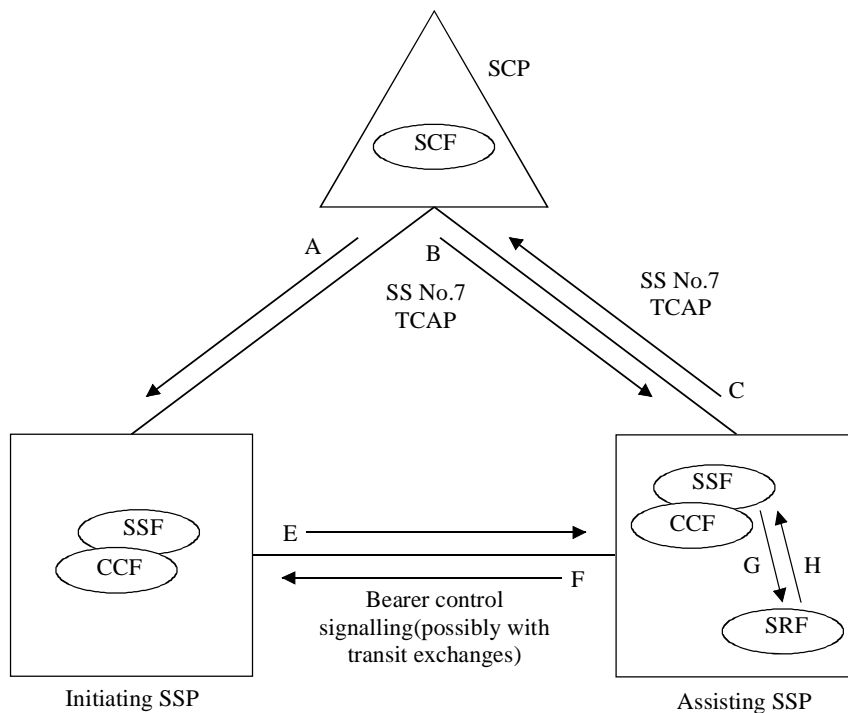 SCP
SCF
A
B
SS No.7
TCAP
SS No.7
TCAP
C
SSF
CCF
E
F
Bearer control
signalling(possibly with
transit exchanges)
SSF
CCF
G
H
SRF
Initiating SSP
Assisting SSP